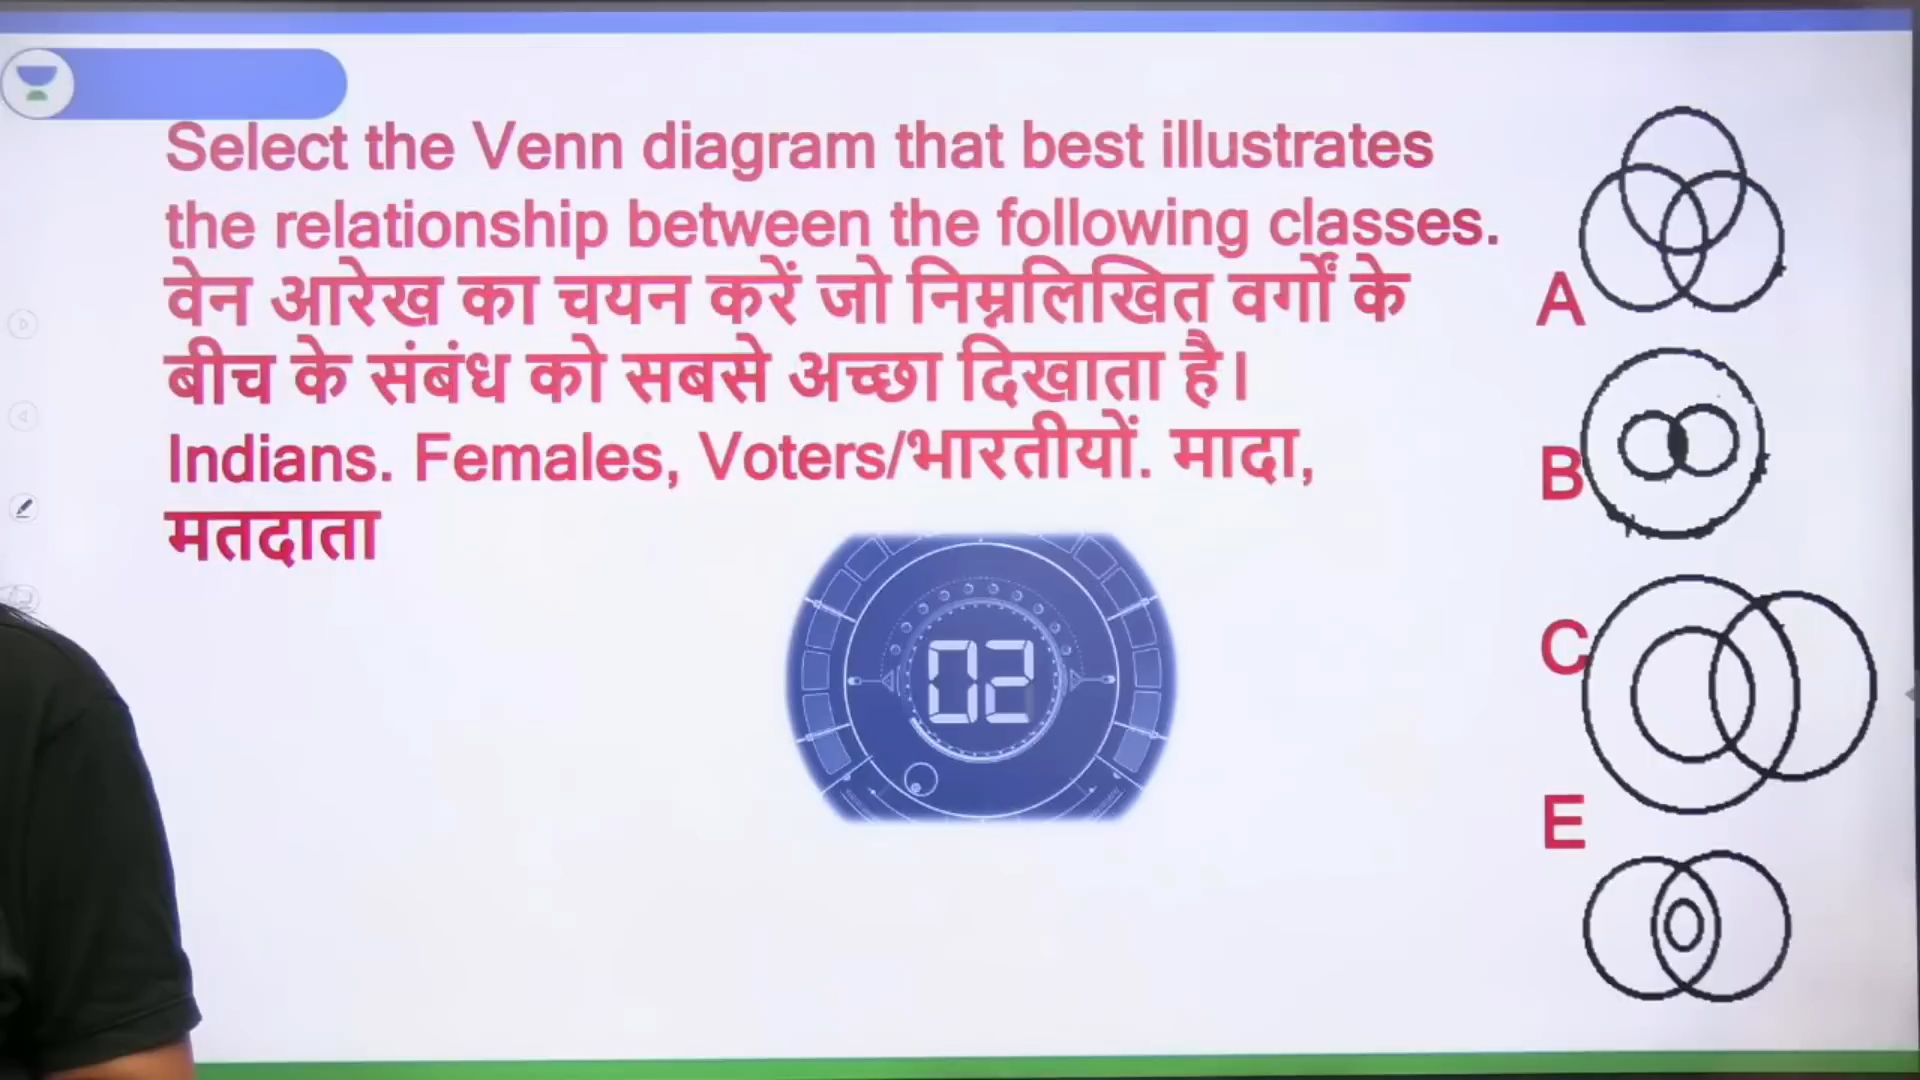 Select the Venn diagram that best illustrates
the relationship between the following classes.
वेन आरेख का चयन करें जो निम्नलिखित वर्गों के
बीच के संबंध को सबसे अच्छा दिखाता है।
Indians. Females, Voters/भारतीयों. मादा,
मतदाता
A
B
C
E
02